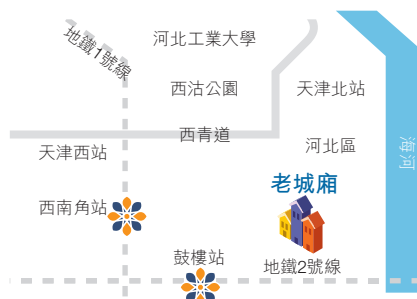 地鐵1號線
河北工業大學
西沽公園
天津北站
西青道
天津西站
河北區
海河
老城廂
西南角站
鼓樓站
地鐵2號線